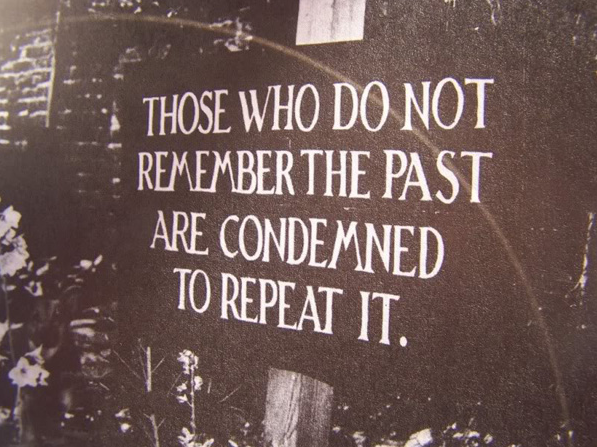 THOSE WHO DO NOT
REMEMBER THE PAST
ARE CONDEMNED
TO REPEAT IT.